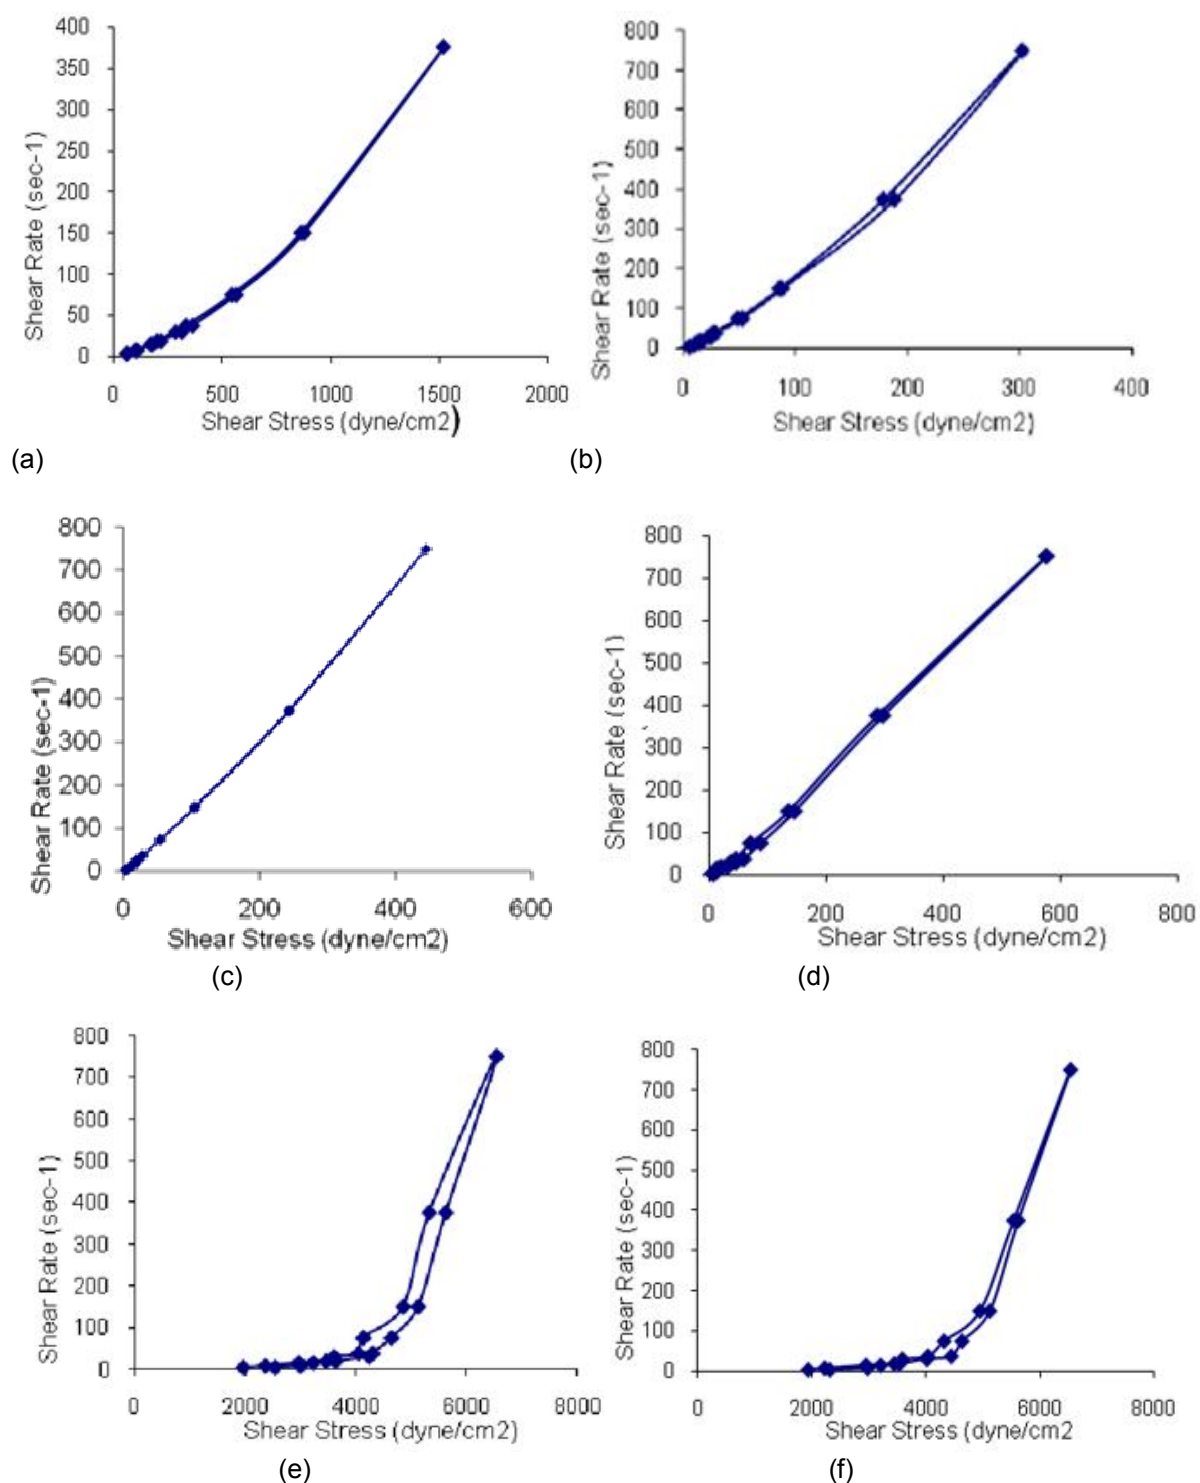 400
350
300
250
200
150
100
50
0
Shear Rate (sec-1)
0 500 1000 1500 2000
Shear Stress (dyne/cm2)
(a)
800
700
600
500
400
300
200
100
0
Shear Rate (sec-1)
0 100 200 300 400
Shear Stress (dyne/cm2)
(b)
800
700
600
500
400
300
200
100
0
Shear Rate (sec-1)
0 200 400 600
Shear Stress (dyne/cm2)
(c)
800
700
600
500
400
300
200
100
0
Shear Rate (sec-1)
0 200 400 600 800
Shear Stress (dyne/cm2)
(d)
800
700
600
500
400
300
200
100
0
Shear Rate (sec-1)
0 2000 4000 6000 8000
Shear Stress (dyne/cm2)
(e)
800
700
600
500
400
300
200
100
0
Shear Rate (sec-1)
0 2000 4000 6000 8000
Shear Stress (dyne/cm2
(f)